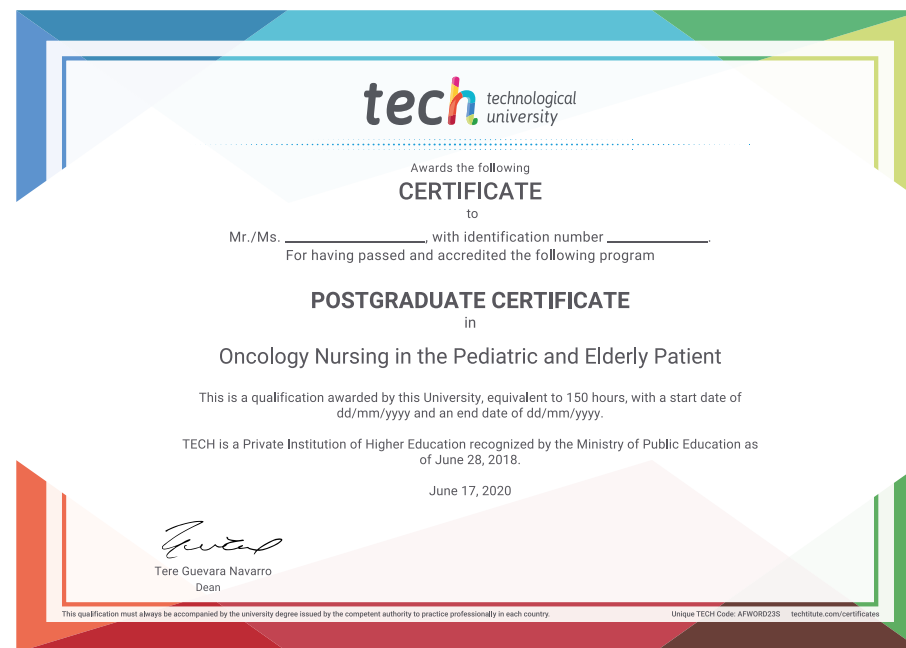 tech technological
university
Awards the following
CERTIFICATE
to
Mr./Ms. ____________________, with identification number ______________.
For having passed and accredited the following program
POSTGRADUATE CERTIFICATE
in
Oncology Nursing in the Pediatric and Elderly Patient
This is a qualification awarded by this University, equivalent to 150 hours, with a start date of
dd/mm/yyyy and an end date of dd/mm/yyyy.
TECH is a Private Institution of Higher Education recognized by the Ministry of Public Education as
of June 28, 2018.
June 17, 2020
Tere Guevara Navarro
Dean
This qualification must always be accompanied by the university degree issued by the competent authority to practice professionally in each country. Unique TECH Code: AFWORD23S techtitute.com/certificates